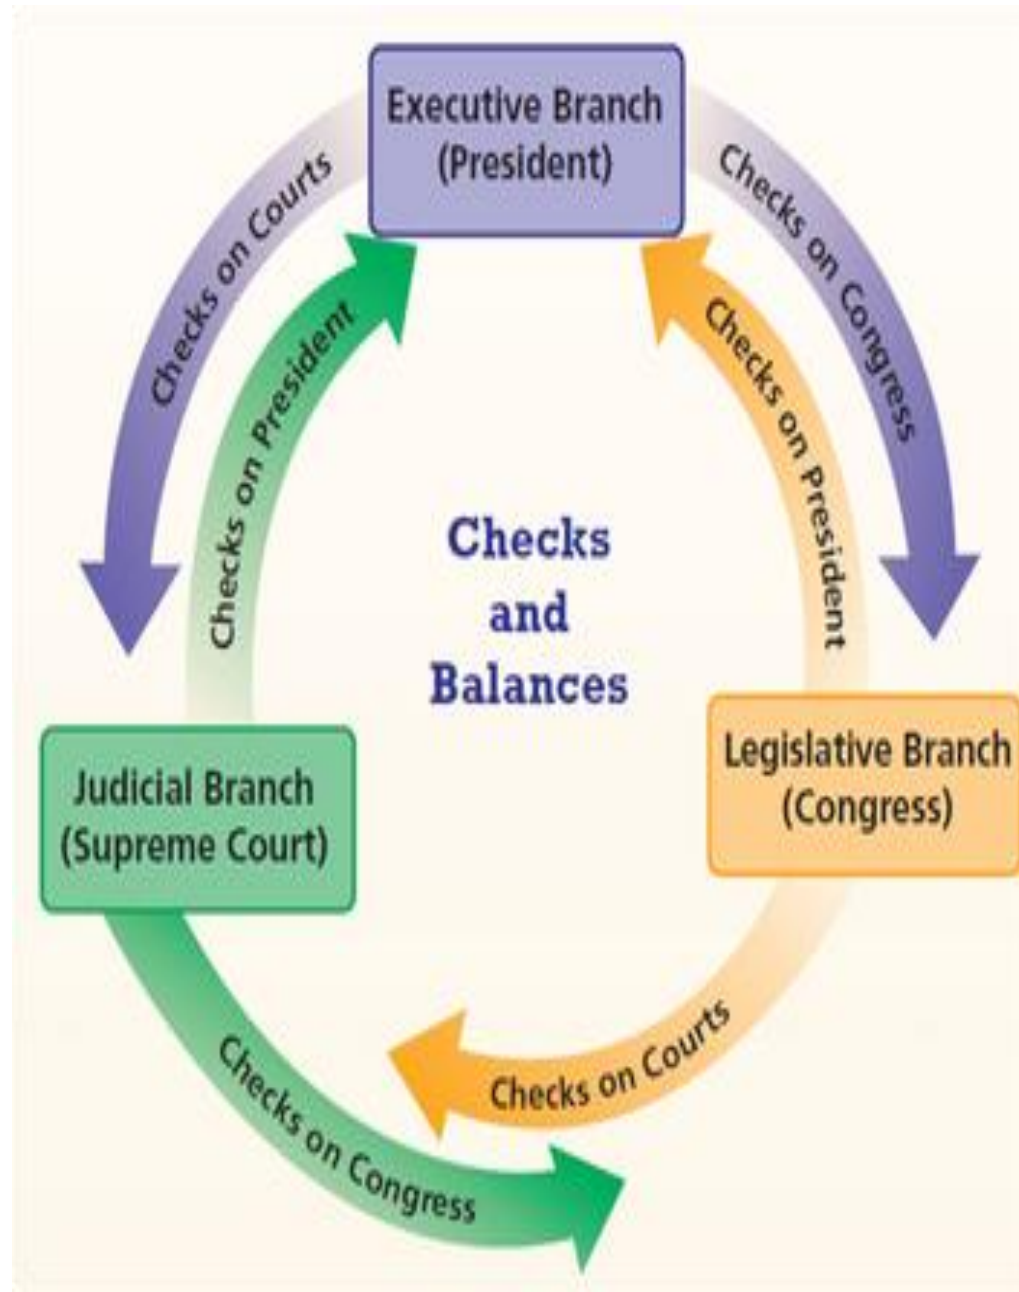 Executive Branch
(President)
Checks on Courts
Checks on President
Checks on President
Checks on Congress
Checks
and
Balances
Judicial Branch
(Supreme Court)
Legislative Branch
(Congress)
Checks on Courts
Checks on Congress